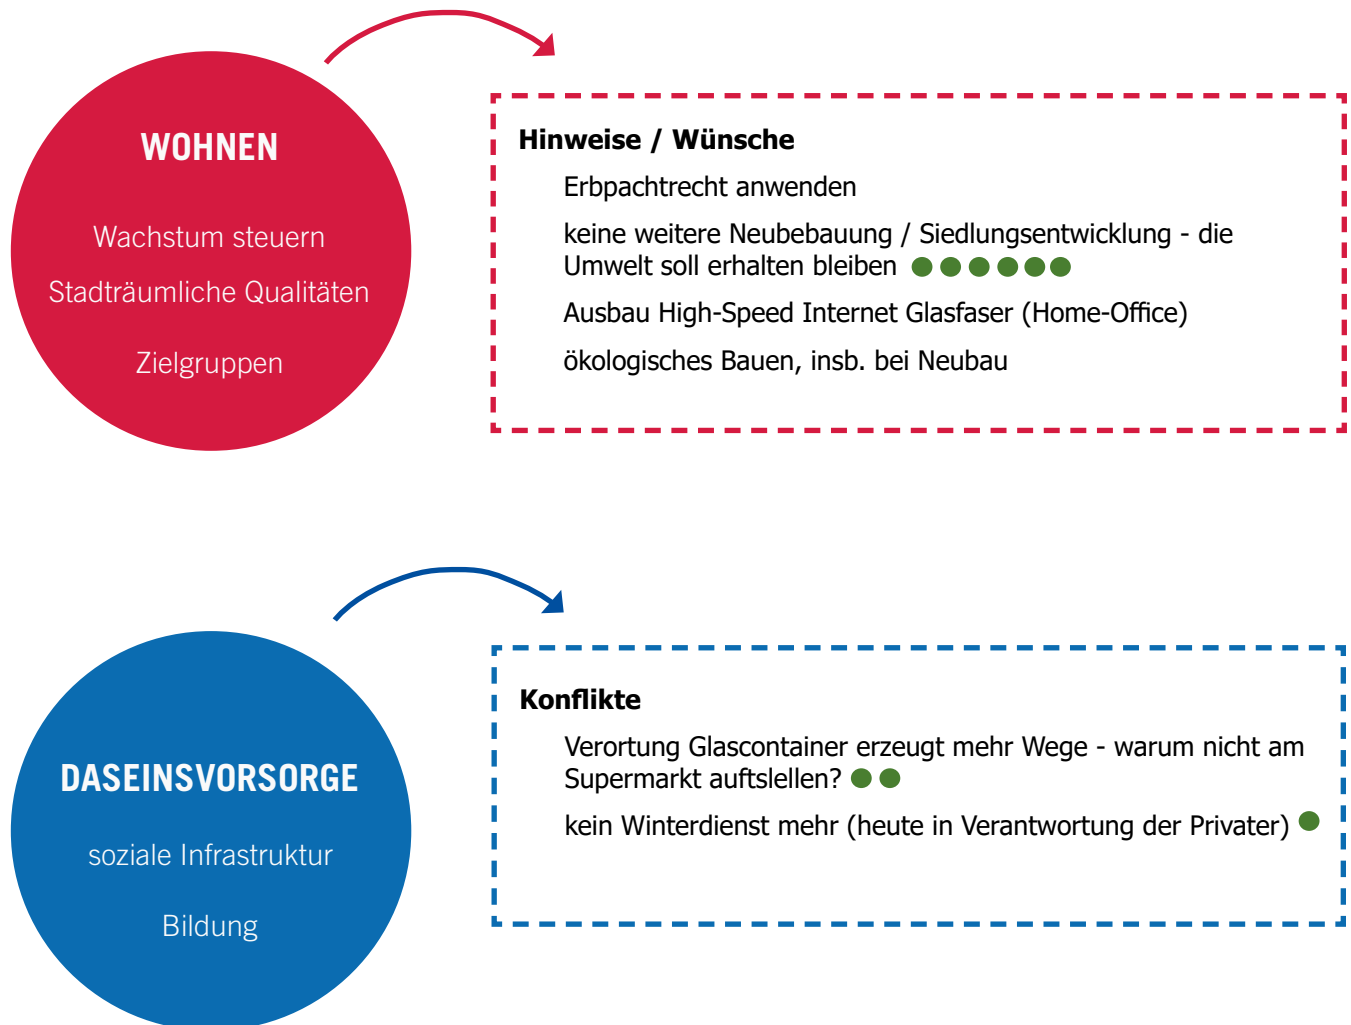 WOHNEN
Wachstum steuern
Stadträumliche Qualitäten
Zielgruppen
Hinweise / Wünsche
Erbpachtrecht anwenden
keine weitere Neubebauung / Siedlungsentwicklung - die
Umwelt soll erhalten bleiben
Ausbau High-Speed Internet Glasfaser (Home-Office)
ökologisches Bauen, insb. bei Neubau
DASEINSVORSORGE
soziale Infrastruktur
Bildung
Konflikte
Verortung Glascontainer erzeugt mehr Wege - warum nicht am
Supermarkt auftslellen?
kein Winterdienst mehr (heute in Verantwortung der Privater)